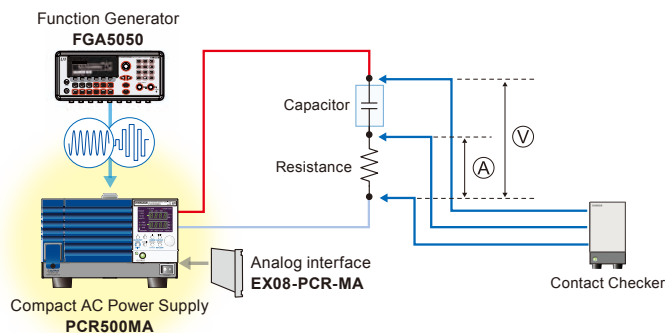 Function Generator
FGA5050
Capacitor
V
Resistance
A
Analog interface
EX08-PCR-MA
Contact Checker
Compact AC Power Supply
PCR500MA